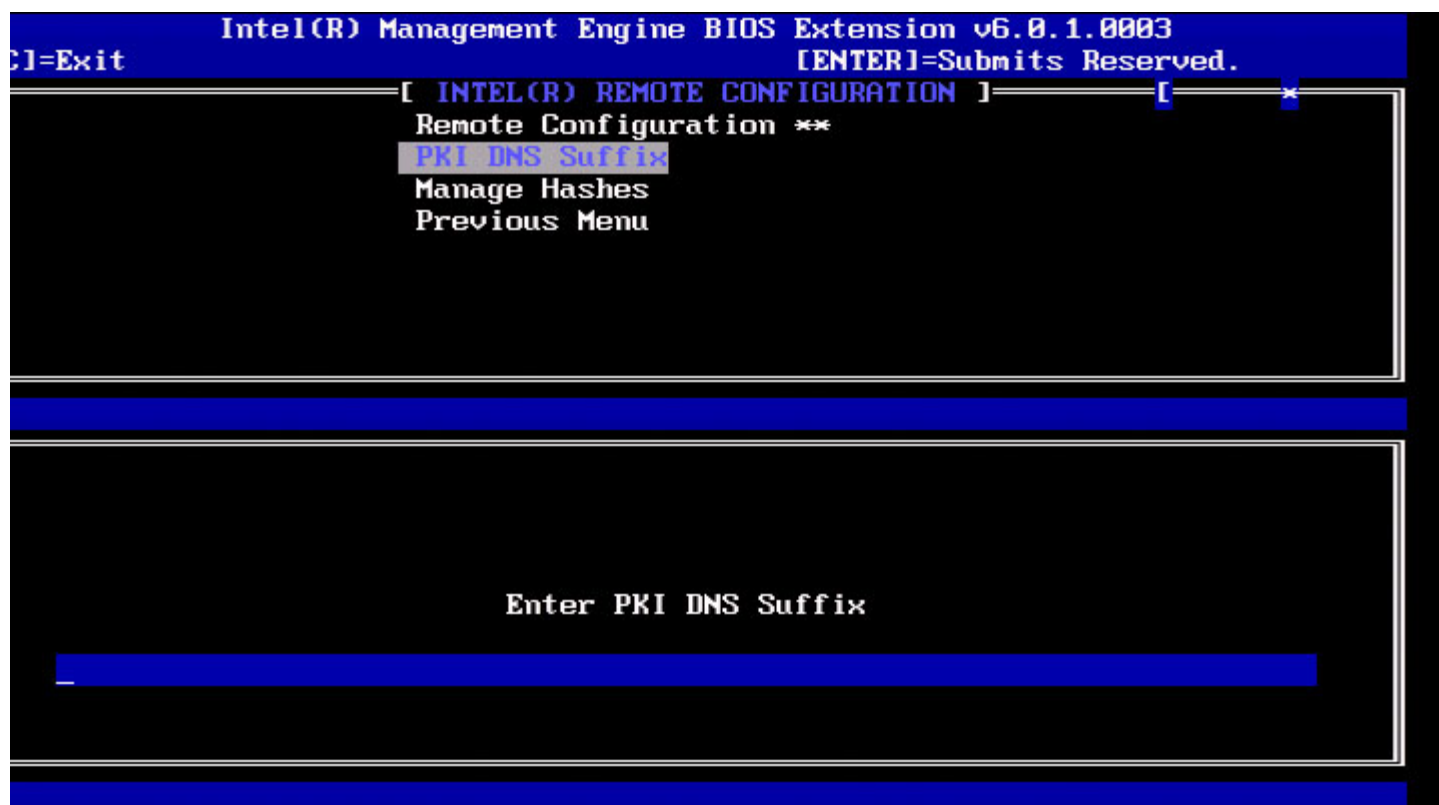 Intel(R) Management Engine BIOS Extension v6.0.1.0003
C]=Exit [ENTER]=Submits Reserved.
[ INTEL(R) REMOTE CONFIGURATION ] [ *
Remote Configuration **
PKI DNS Suffix
Manage Hashes
Previous Menu
Enter PKI DNS Suffix
_